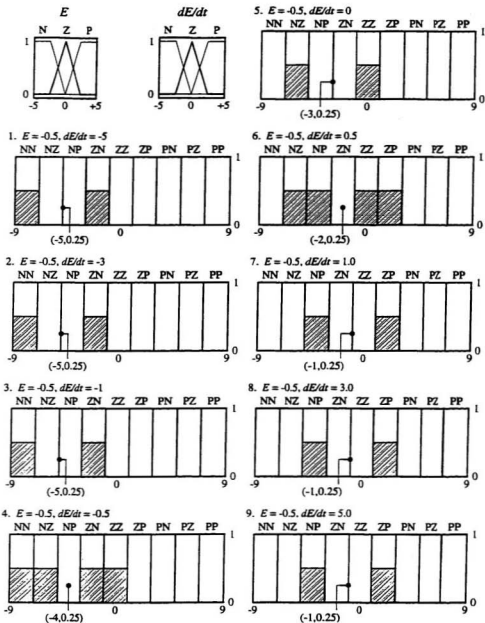 E
N Z P
1
0
-5 0 +5
dE/dt
N Z P
1
0
-5 0 +5
1. E = -0.5, dE/dt = -5
NN NZ NP ZN ZZ ZP PN PZ PP
1
0
-9 0 9
(-5,0.25)
2. E = -0.5, dE/dt = -3
NN NZ NP ZN ZZ ZP PN PZ PP
1
0
-9 0 9
(-5,0.25)
3. E = -0.5, dE/dt = -1
NN NZ NP ZN ZZ ZP PN PZ PP
1
0
-9 0 9
(-5,0.25)
4. E = -0.5, dE/dt = -0.5
NN NZ NP ZN ZZ ZP PN PZ PP
1
0
-9 0 9
(-4,0.25)
5. E = -0.5, dE/dt = 0
NN NZ NP ZN ZZ ZP PN PZ PP
1
0
-9 0 9
(-3,0.25)
6. E = -0.5, dE/dt = 0.5
NN NZ NP ZN ZZ ZP PN PZ PP
1
0
-9 0 9
(-2,0.25)
7. E = -0.5, dE/dt = 1.0
NN NZ NP ZN ZZ ZP PN PZ PP
1
0
-9 0 9
(-1,0.25)
8. E = -0.5, dE/dt = 3.0
NN NZ NP ZN ZZ ZP PN PZ PP
1
0
-9 0 9
(-1,0.25)
9. E = -0.5, dE/dt = 5.0
NN NZ NP ZN ZZ ZP PN PZ PP
1
0
-9 0 9
(-1,0.25)